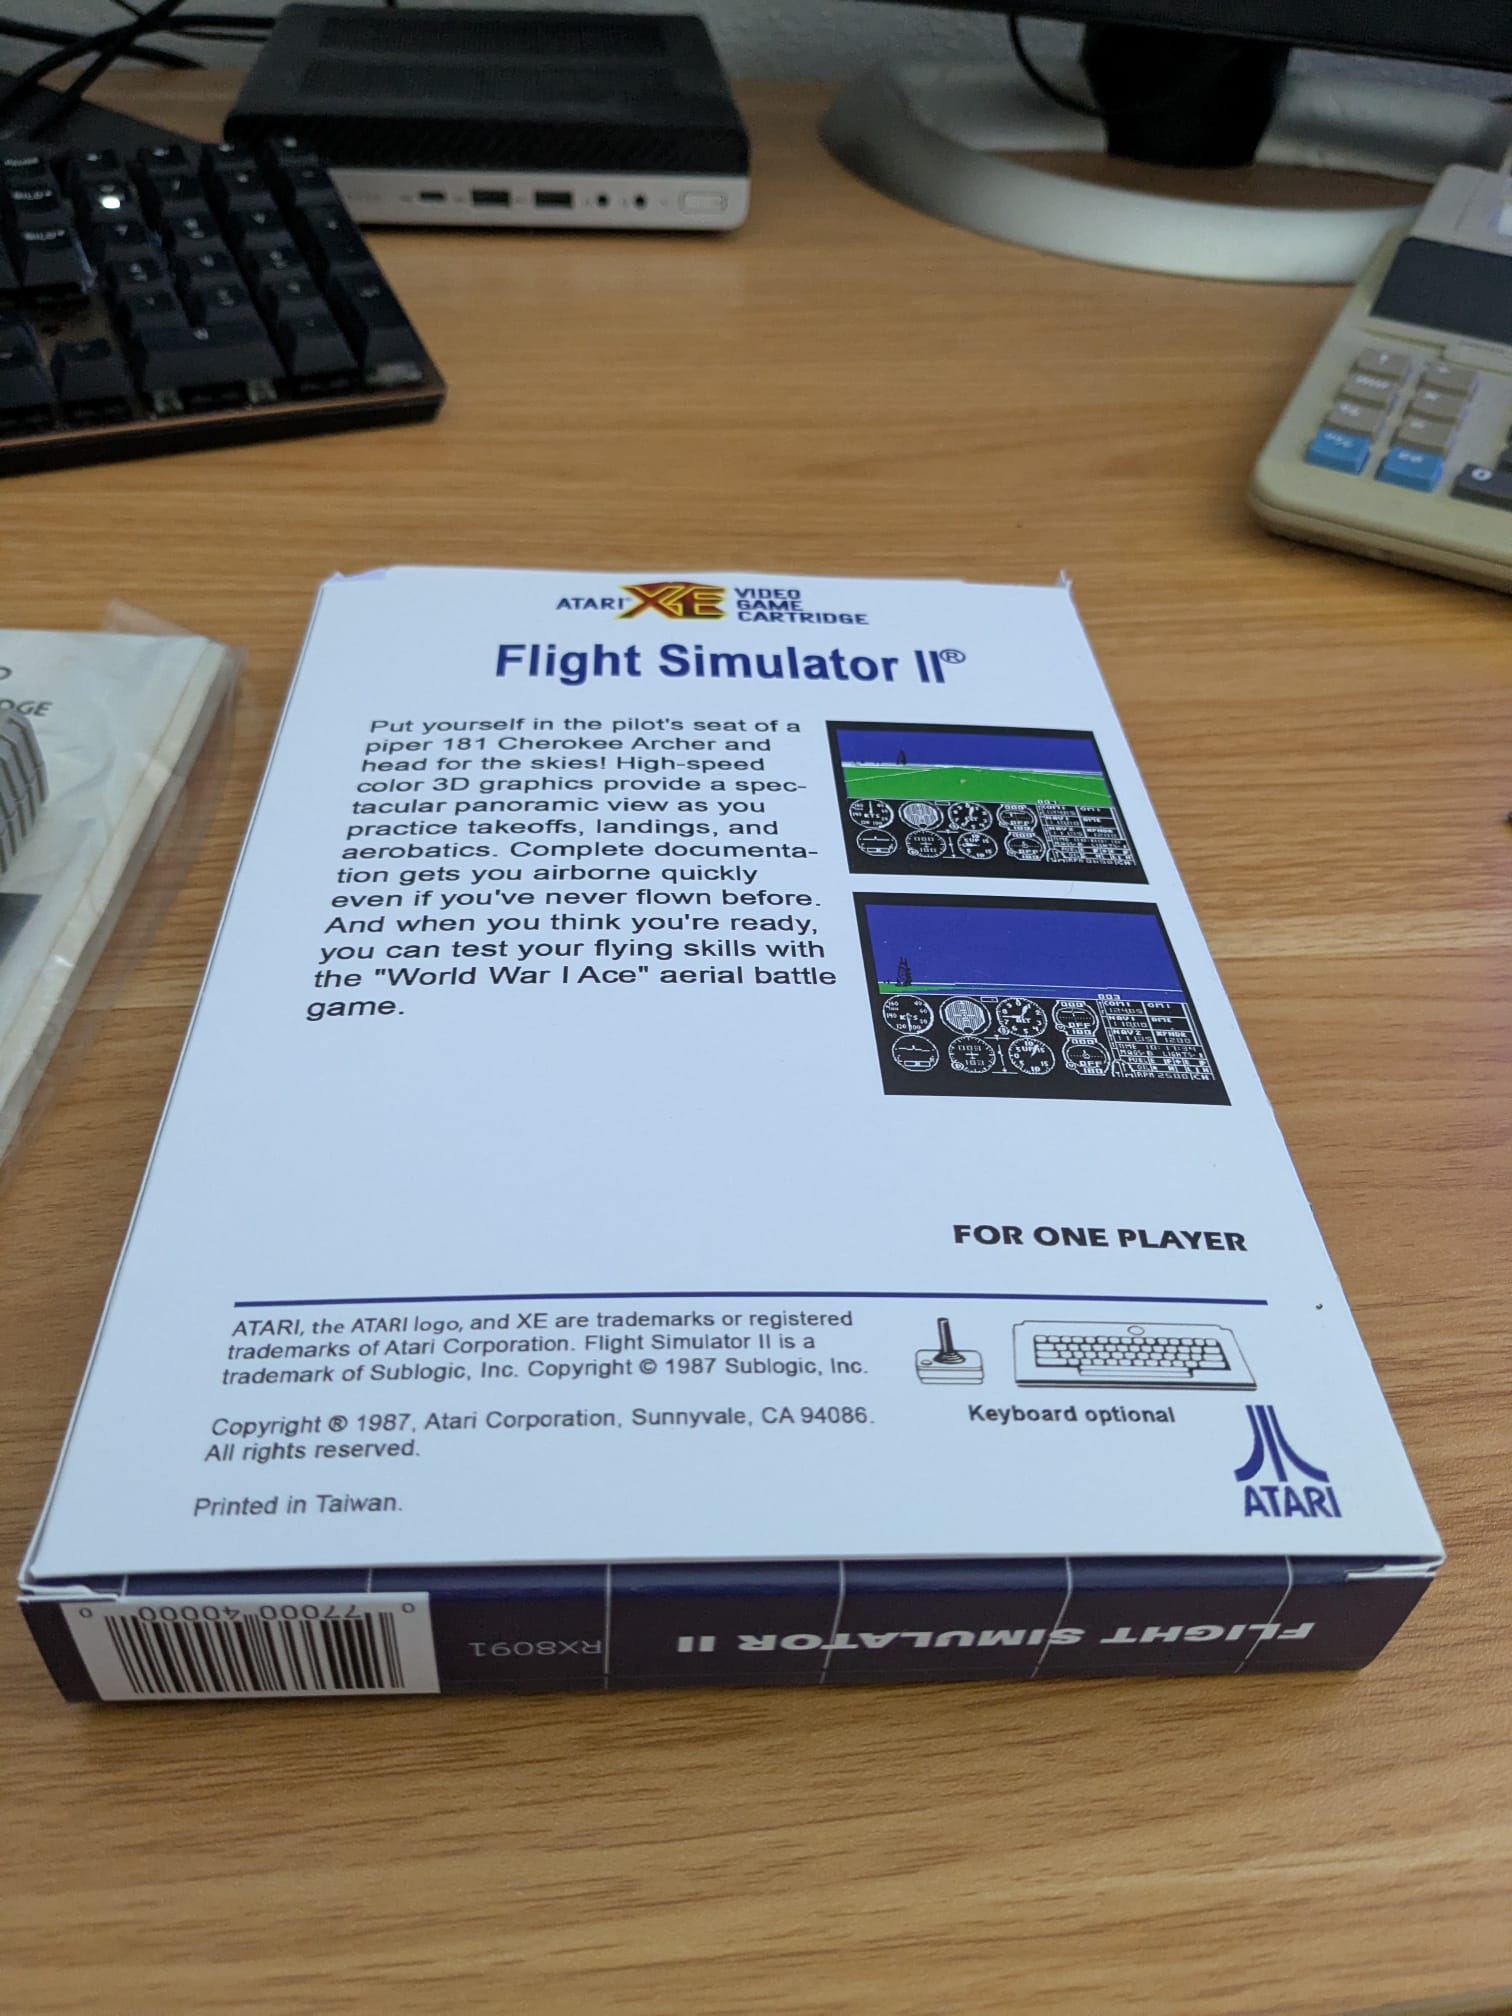 ATARI XE VIDEO
GAME
CARTRIDGE
Flight Simulator II®
Put yourself in the pilot's seat of a
piper 181 Cherokee Archer and
head for the skies! High-speed
color 3D graphics provide a spec-
tacular panoramic view as you
practice takeoffs, landings, and
aerobatics. Complete documenta-
tion gets you airborne quickly
even if you've never flown before.
And when you think you're ready,
you can test your flying skills with
the "World War I Ace" aerial battle
game.
FOR ONE PLAYER
ATARI, the ATARI logo, and XE are trademarks or registered
trademarks of Atari Corporation. Flight Simulator II is a
trademark of Sublogic, Inc. Copyright © 1987 Sublogic, Inc.
Copyright ® 1987, Atari Corporation, Sunnyvale, CA 94086.
All rights reserved.
Printed in Taiwan.
Keyboard optional
ATARI
FLIGHT SIMULATOR II
RX8091
0 77000 40000 0